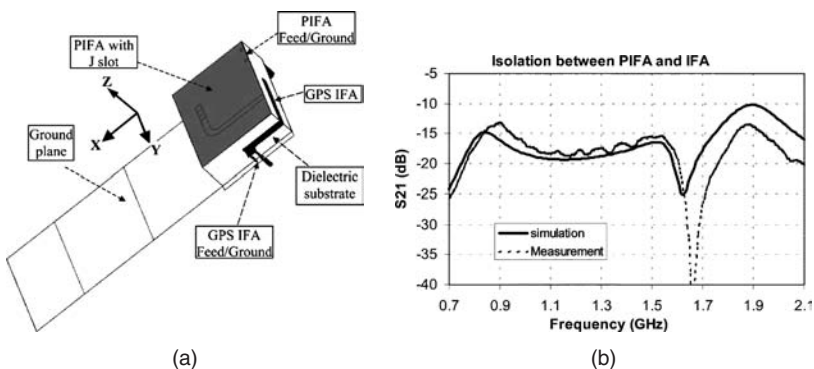 PIFA
Feed/Ground
PIFA with
J slot
GPS IFA
Z
X
Y
Ground
plane
Dielectric
substrate
GPS IFA
Feed/Ground
(a)
Isolation between PIFA and IFA
S21 (dB)
-5
-10
-15
-20
-25
-30
-35
-40
simulation
Measurement
0.7 0.9 1.1 1.3 1.5 1.7 1.9 2.1
Frequency (GHz)
(b)